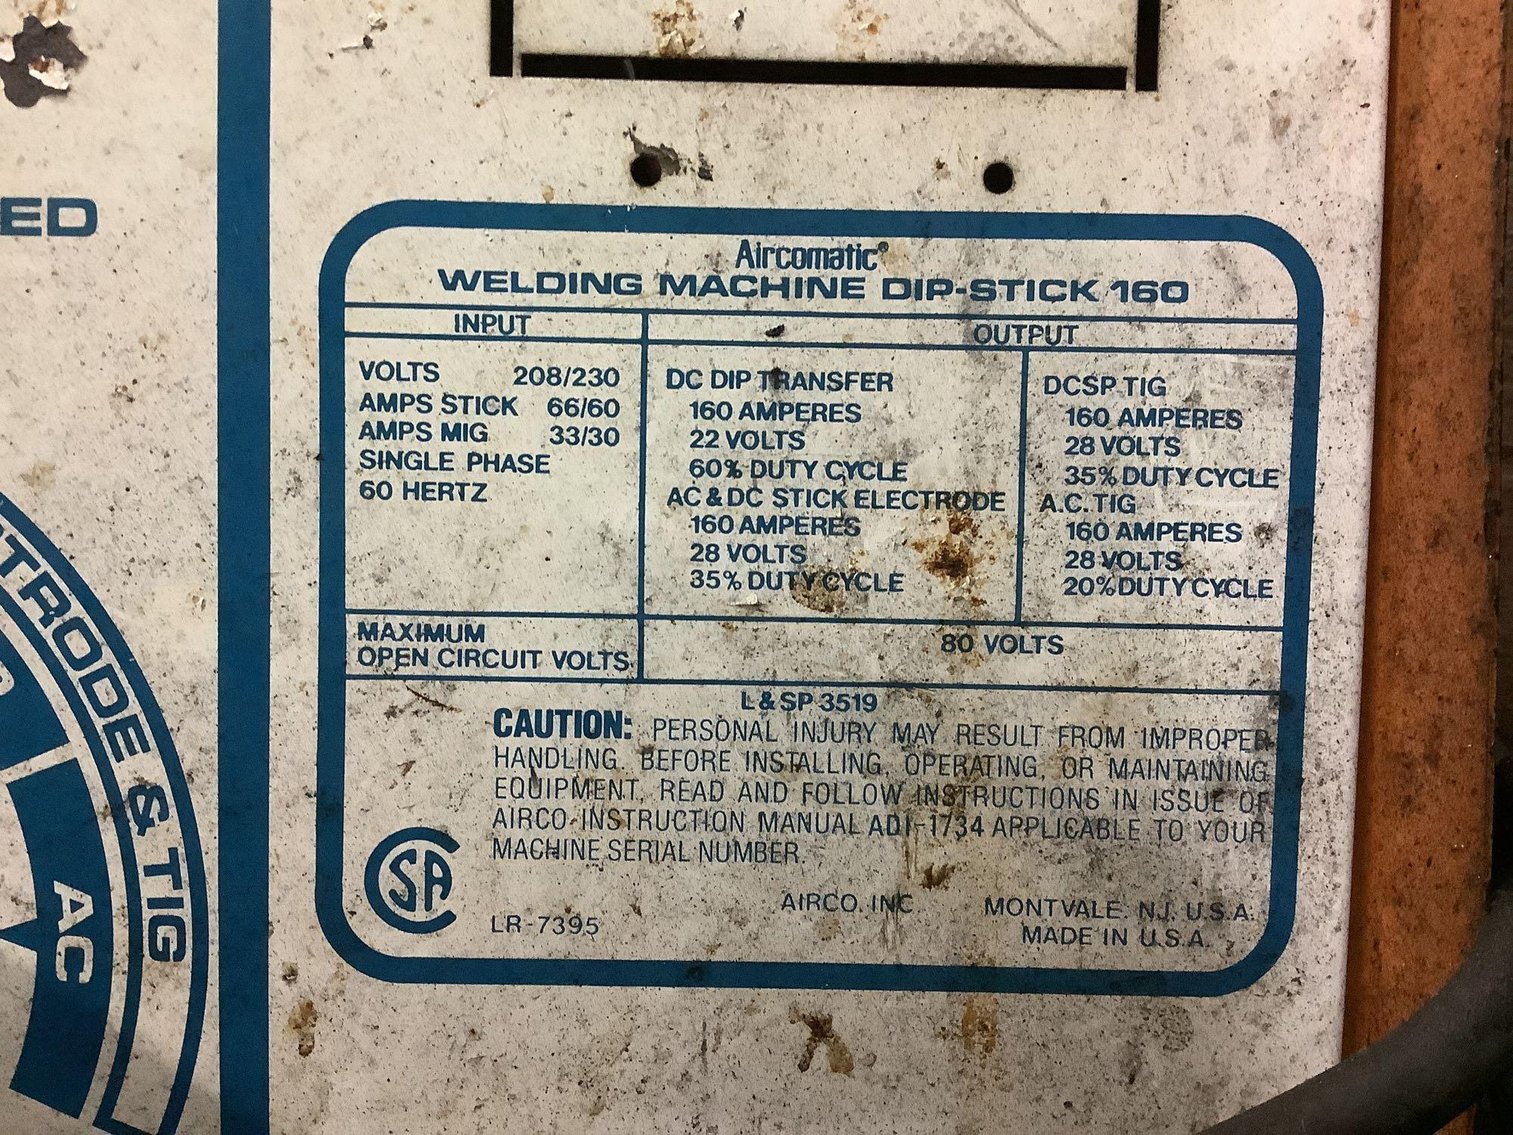 ED
Aircomatic®
WELDING MACHINE DIP-STICK 160
INPUT
OUTPUT
VOLTS 208/230
AMPS STICK 66/60
AMPS MIG 33/30
SINGLE PHASE
60 HERTZ
DC DIP TRANSFER
160 AMPERES
22 VOLTS
60% DUTY CYCLE
AC & DC STICK ELECTRODE
160 AMPERES
28 VOLTS
35% DUTY CYCLE
DCSP TIG
160 AMPERES
28 VOLTS
35% DUTY CYCLE
A.C. TIG
160 AMPERES
28 VOLTS
20% DUTY CYCLE
MAXIMUM
OPEN CIRCUIT VOLTS
80 VOLTS
L & SP 3519
CAUTION: PERSONAL INJURY MAY RESULT FROM IMPROPER
HANDLING. BEFORE INSTALLING, OPERATING, OR MAINTAINING
EQUIPMENT, READ AND FOLLOW INSTRUCTIONS IN ISSUE OF
AIRCO INSTRUCTION MANUAL ADI-1734 APPLICABLE TO YOUR
MACHINE SERIAL NUMBER.
CSA
LR-7395
AIRCO, INC. MONTVALE, NJ. U.S.A.
MADE IN U.S.A.
TRODE & TIG
AC